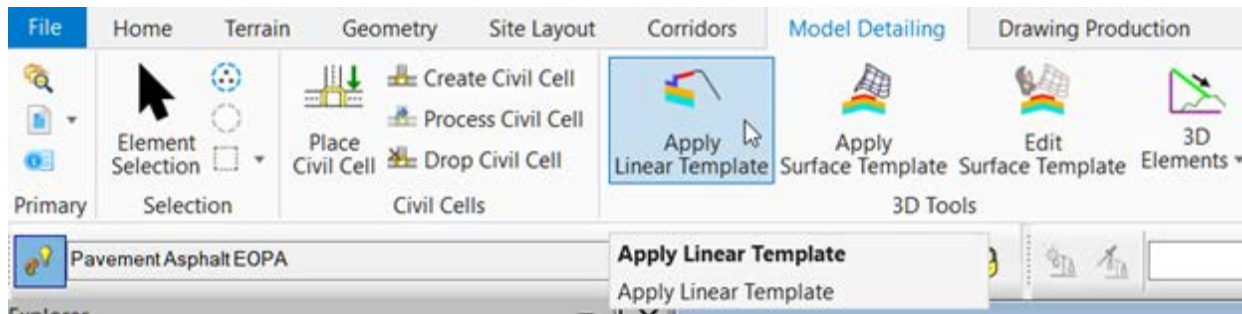 File Home Terrain Geometry Site Layout Corridors Model Detailing Drawing Production
Element
Selection
Place
Civil Cell
Create Civil Cell
Process Civil Cell
Drop Civil Cell
Apply
Linear Template
Apply
Surface Template
Edit
Surface Template
3D
Elements
Primary Selection Civil Cells 3D Tools
Pavement Asphalt EOPA
Apply Linear Template
Apply Linear Template
Explorer